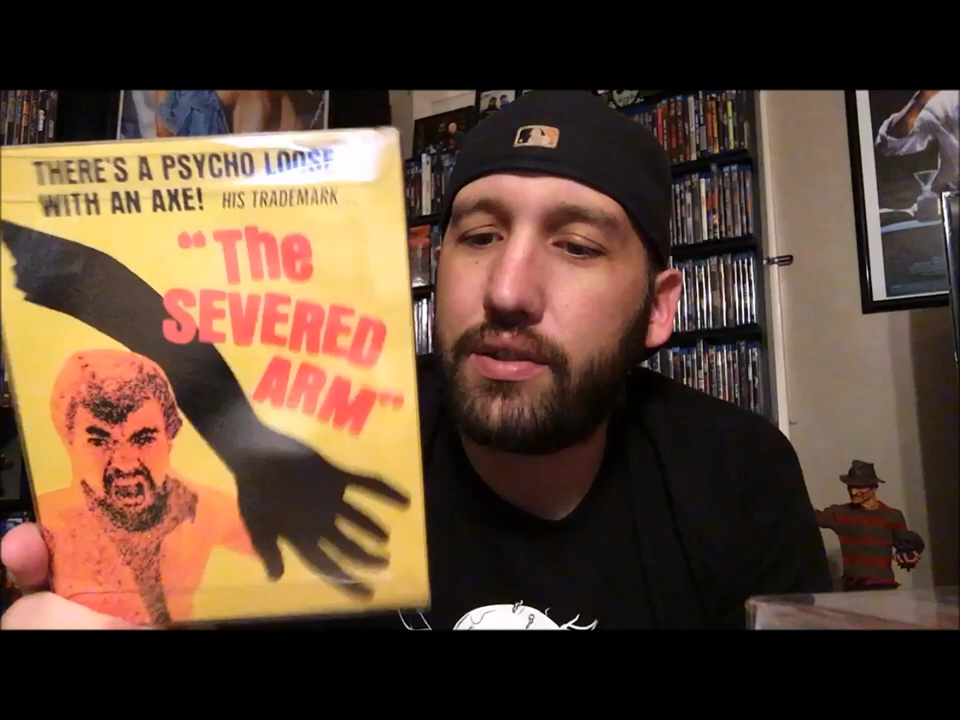 THERE'S A PSYCHO LOOSE
WITH AN AXE! HIS TRADEMARK
"The
SEVERED
ARM"